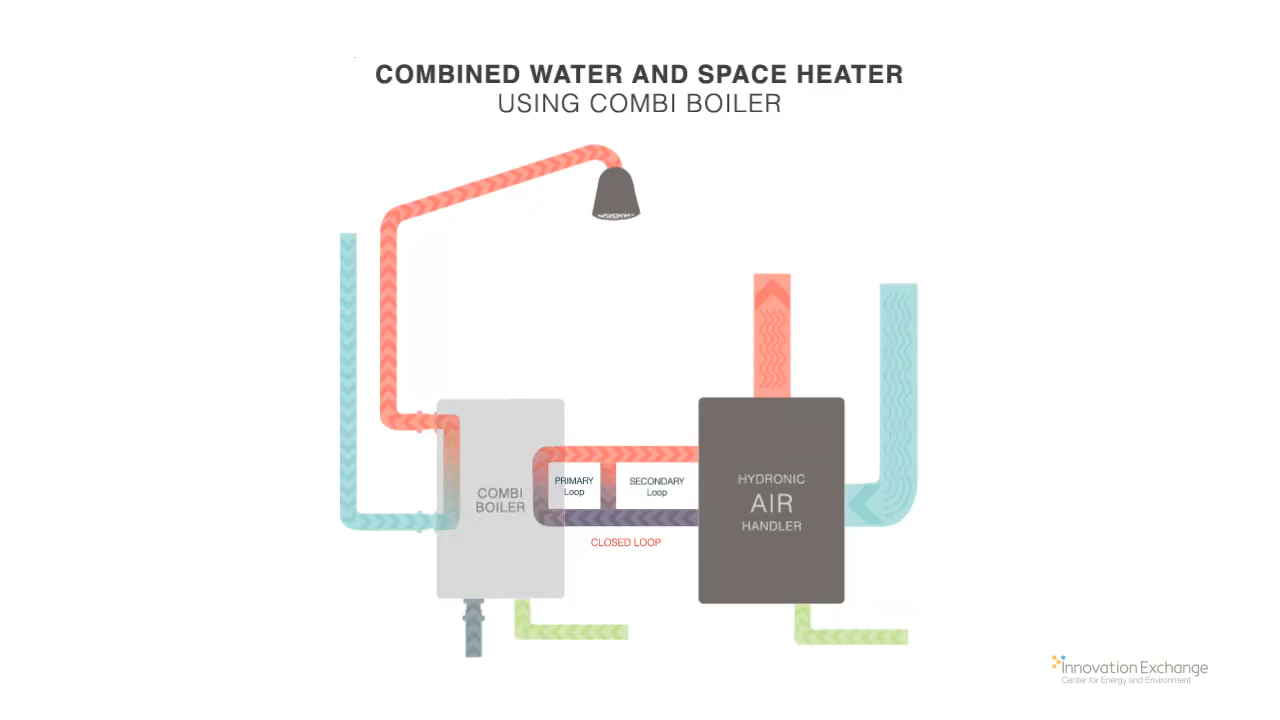 COMBINED WATER AND SPACE HEATER
USING COMBI BOILER
PRIMARY
Loop
SECONDARY
Loop
COMBI
BOILER
HYDRONIC
AIR
HANDLER
CLOSED LOOP
Innovation Exchange
Center for Energy and Environment